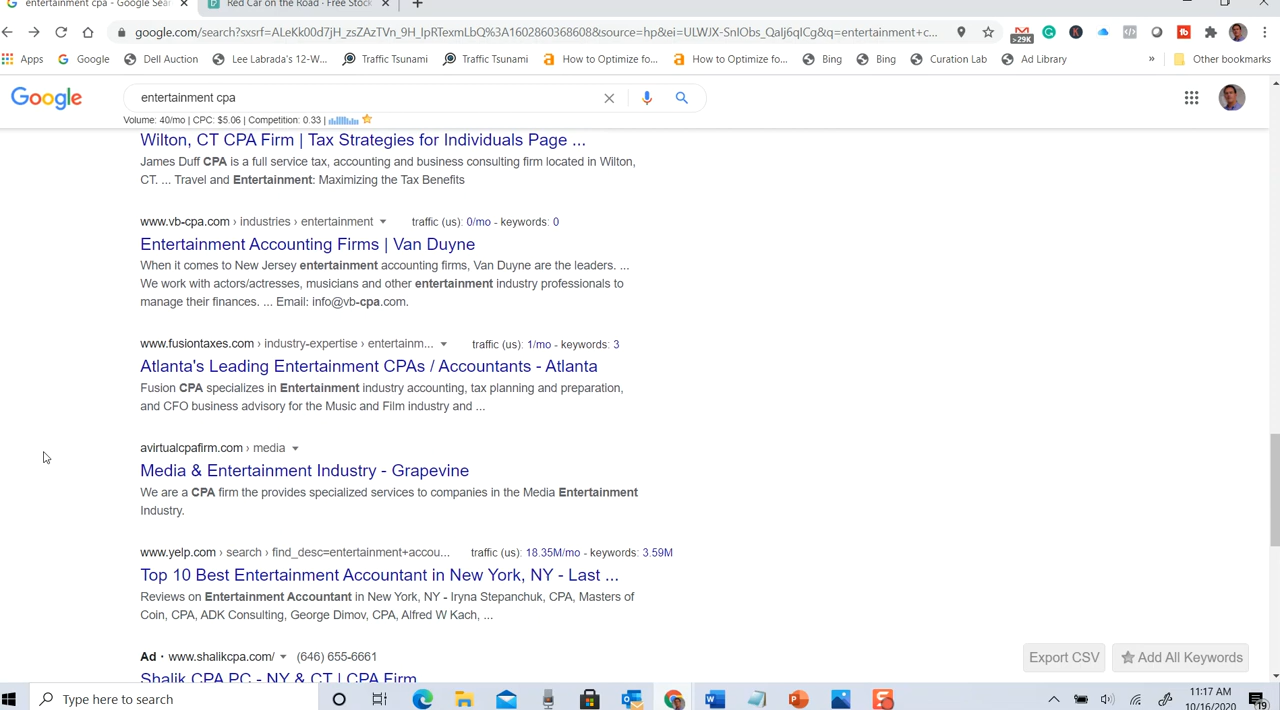 entertainment cpa - Google Sear
Red Car on the Road · Free Stock
google.com/search?sxsrf=ALeKk00d7jH_zsZAzTVn_9H_IpRTexmLbQ%3A1602860368608&source=hp&ei=ULWJX-SnIObs_QaIj6qICg&q=entertainment+c...
>29K
Apps
Google
Dell Auction
Lee Labrada's 12-W...
Traffic Tsunami
Traffic Tsunami
How to Optimize fo...
How to Optimize fo...
Bing
Bing
Curation Lab
Ad Library
»
Other bookmarks
Google
entertainment cpa
Volume: 40/mo | CPC: $5.06 | Competition: 0.33 |
Wilton, CT CPA Firm | Tax Strategies for Individuals Page ...
James Duff CPA is a full service tax, accounting and business consulting firm located in Wilton,
CT. ... Travel and Entertainment: Maximizing the Tax Benefits
www.vb-cpa.com › industries › entertainment
traffic (us): 0/mo - keywords: 0
Entertainment Accounting Firms | Van Duyne
When it comes to New Jersey entertainment accounting firms, Van Duyne are the leaders. ...
We work with actors/actresses, musicians and other entertainment industry professionals to
manage their finances. ... Email: info@vb-cpa.com.
www.fusiontaxes.com › industry-expertise › entertainm...
traffic (us): 1/mo - keywords: 3
Atlanta's Leading Entertainment CPAs / Accountants - Atlanta
Fusion CPA specializes in Entertainment industry accounting, tax planning and preparation,
and CFO business advisory for the Music and Film industry and ...
avirtualcpafirm.com › media
Media & Entertainment Industry - Grapevine
We are a CPA firm the provides specialized services to companies in the Media Entertainment
Industry.
www.yelp.com › search › find_desc=entertainment+accou...
traffic (us): 18.35M/mo - keywords: 3.59M
Top 10 Best Entertainment Accountant in New York, NY - Last ...
Reviews on Entertainment Accountant in New York, NY - Iryna Stepanchuk, CPA, Masters of
Coin, CPA, ADK Consulting, George Dimov, CPA, Alfred W Kach, ...
Ad · www.shalikcpa.com/
(646) 655-6661
Shalik CPA PC - NY & CT | CPA Firm
Export CSV
Add All Keywords
Type here to search
11:17 AM
10/16/2020
19